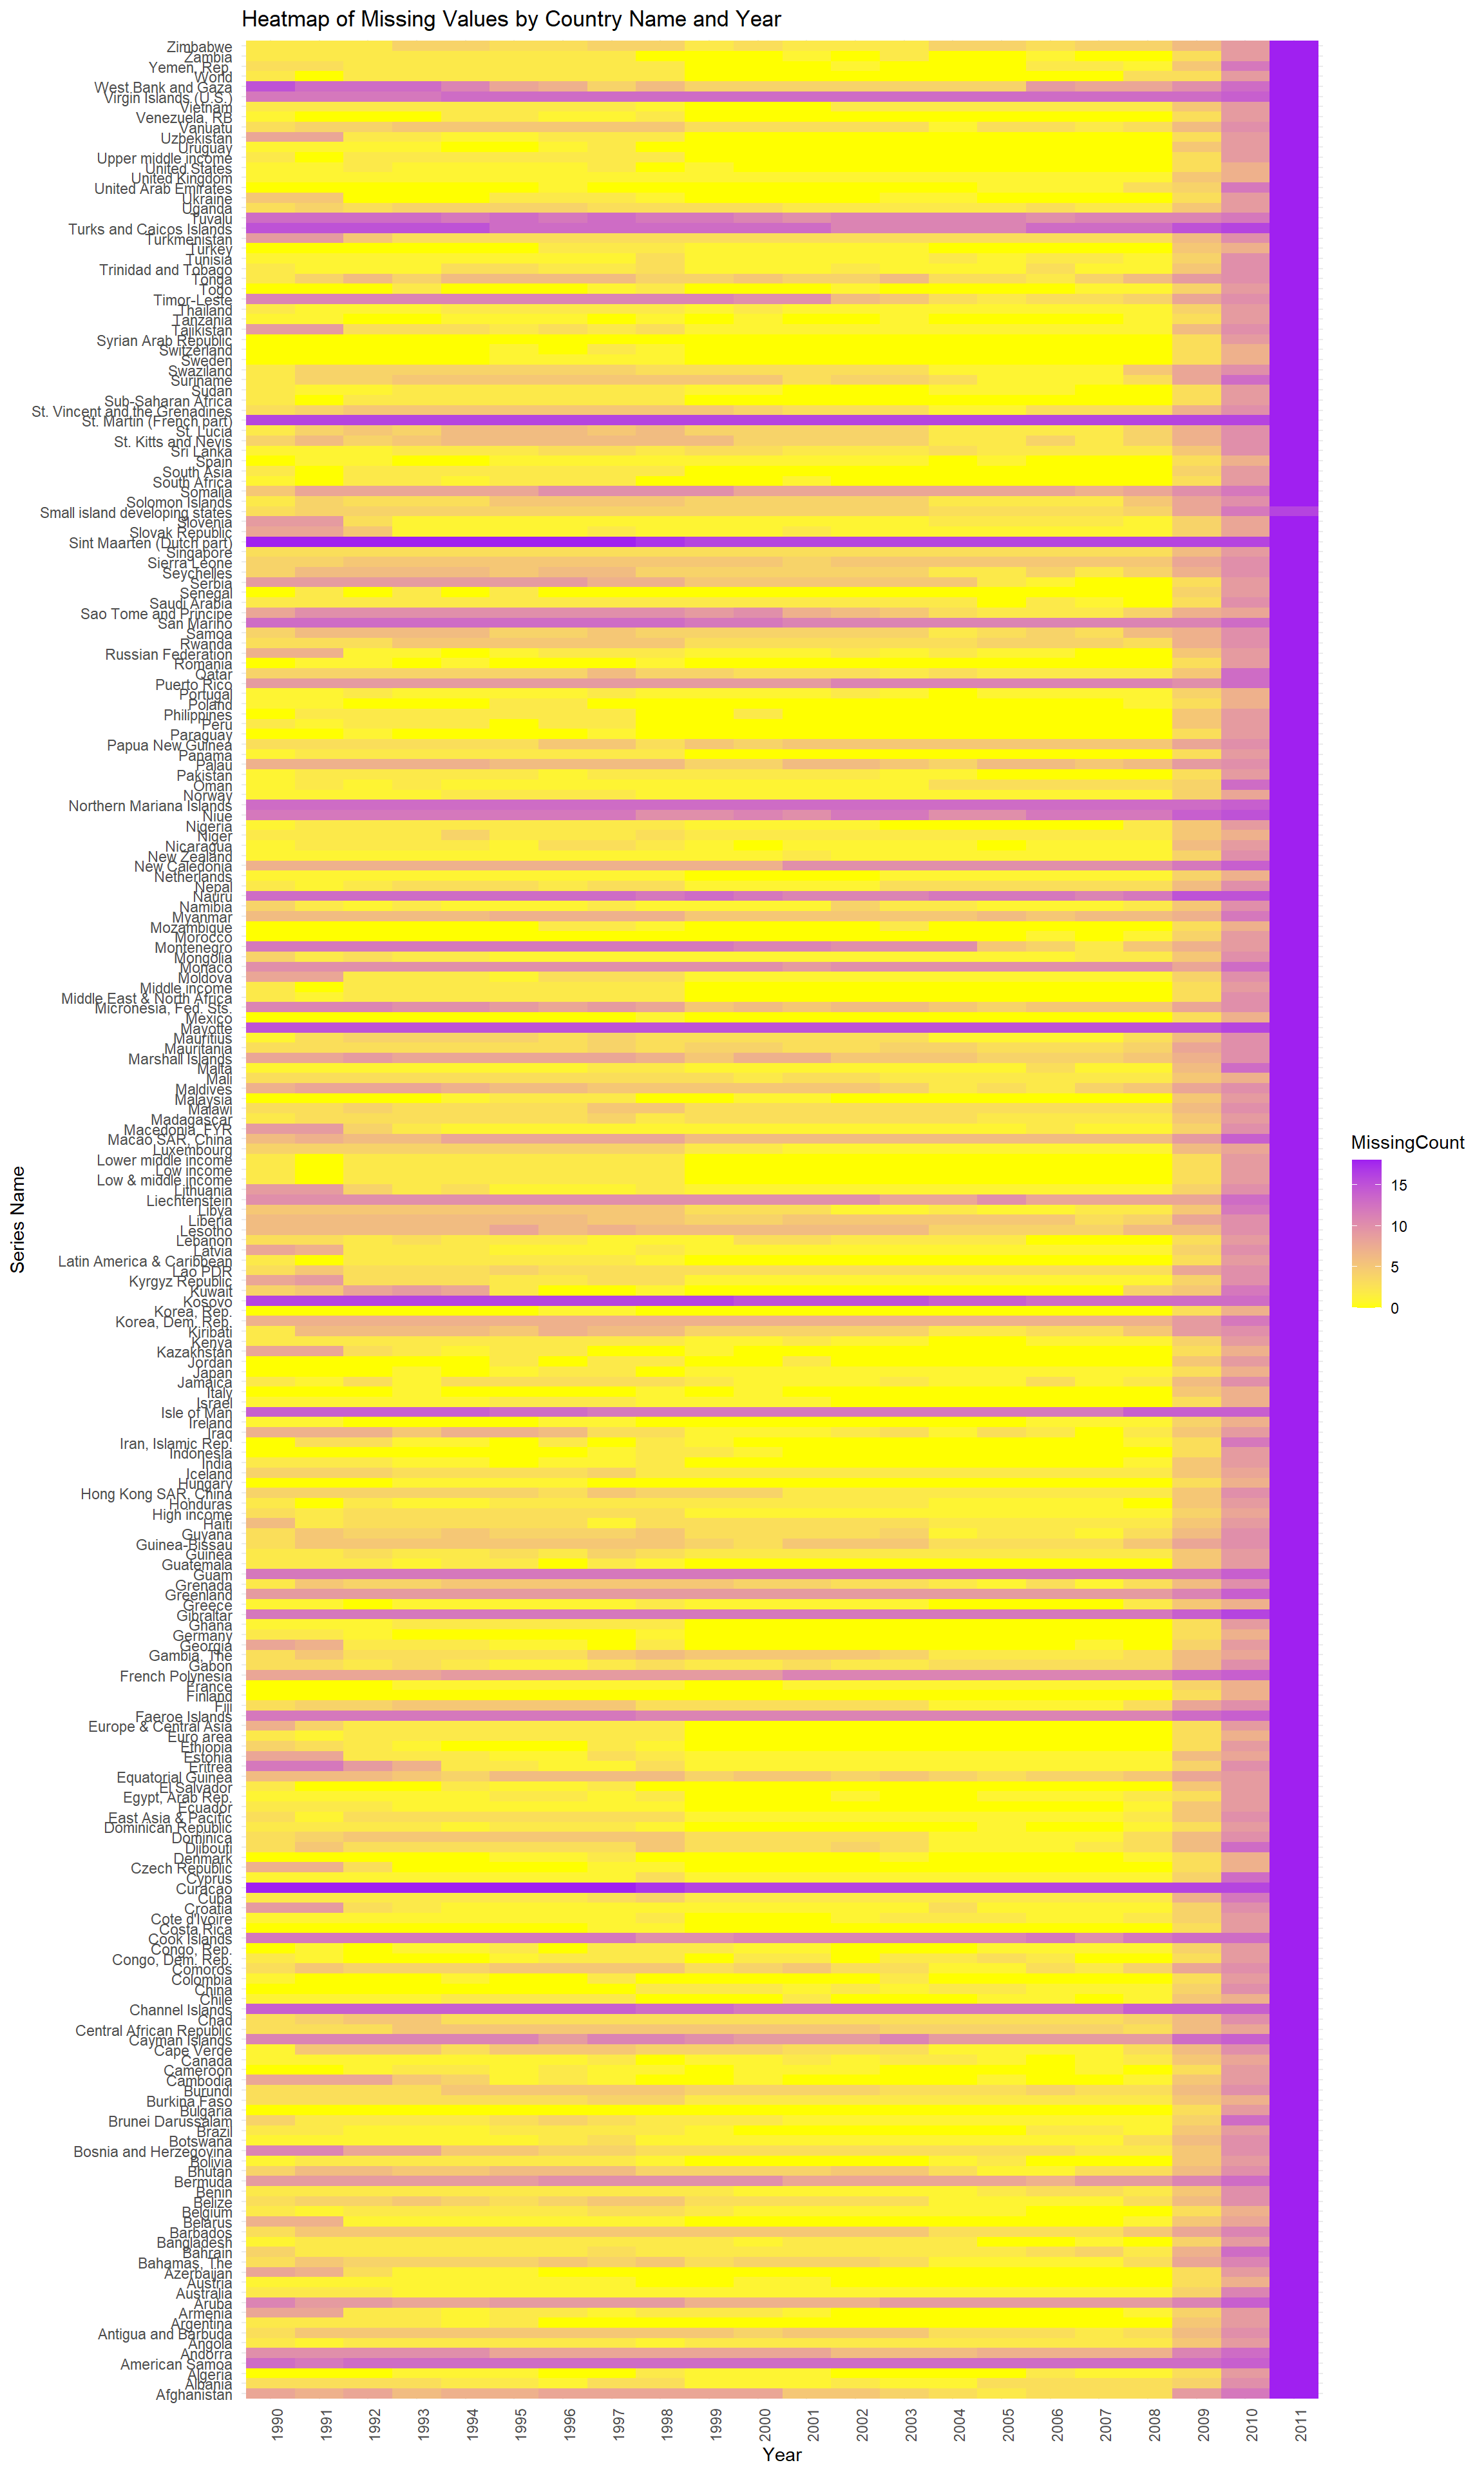 Heatmap of Missing Values by Country Name and Year
Zimbabwe
Zambia
Yemen, Rep.
World
West Bank and Gaza
Virgin Islands (U.S.)
Vietnam
Venezuela, RB
Vanuatu
Uzbekistan
Uruguay
Upper middle income
United States
United Kingdom
United Arab Emirates
Ukraine
Uganda
Tuvalu
Turks and Caicos Islands
Turkmenistan
Turkey
Tunisia
Trinidad and Tobago
Tonga
Togo
Timor-Leste
Thailand
Tanzania
Tajikistan
Syrian Arab Republic
Switzerland
Sweden
Swaziland
Suriname
Sudan
Sub-Saharan Africa
St. Vincent and the Grenadines
St. Martin (French part)
St. Lucia
St. Kitts and Nevis
Sri Lanka
Spain
South Asia
South Africa
Somalia
Solomon Islands
Small island developing states
Slovenia
Slovak Republic
Sint Maarten (Dutch part)
Singapore
Sierra Leone
Seychelles
Serbia
Senegal
Saudi Arabia
Sao Tome and Principe
San Marino
Samoa
Rwanda
Russian Federation
Romania
Qatar
Puerto Rico
Portugal
Poland
Philippines
Peru
Paraguay
Papua New Guinea
Panama
Palau
Pakistan
Oman
Norway
Northern Mariana Islands
Niue
Nigeria
Niger
Nicaragua
New Zealand
New Caledonia
Netherlands
Nepal
Nauru
Namibia
Myanmar
Mozambique
Morocco
Montenegro
Mongolia
Monaco
Moldova
Middle income
Middle East & North Africa
Micronesia, Fed. Sts.
Mexico
Mayotte
Mauritius
Mauritania
Marshall Islands
Malta
Mali
Maldives
Malaysia
Malawi
Madagascar
Macedonia, FYR
Macao SAR, China
Luxembourg
Lower middle income
Low income
Low & middle income
Lithuania
Liechtenstein
Libya
Liberia
Lesotho
Lebanon
Latvia
Latin America & Caribbean
Lao PDR
Kyrgyz Republic
Kuwait
Kosovo
Korea, Rep.
Korea, Dem. Rep.
Kiribati
Kenya
Kazakhstan
Jordan
Japan
Jamaica
Italy
Israel
Isle of Man
Ireland
Iraq
Iran, Islamic Rep.
Indonesia
India
Iceland
Hungary
Hong Kong SAR, China
Honduras
High income
Haiti
Guyana
Guinea-Bissau
Guinea
Guatemala
Guam
Grenada
Greenland
Greece
Gibraltar
Ghana
Germany
Georgia
Gambia, The
Gabon
French Polynesia
France
Finland
Fiji
Faeroe Islands
Europe & Central Asia
Euro area
Ethiopia
Estonia
Eritrea
Equatorial Guinea
El Salvador
Egypt, Arab Rep.
Ecuador
East Asia & Pacific
Dominican Republic
Dominica
Djibouti
Denmark
Czech Republic
Cyprus
Curacao
Cuba
Croatia
Cote d'Ivoire
Costa Rica
Cook Islands
Congo, Rep.
Congo, Dem. Rep.
Comoros
Colombia
China
Chile
Channel Islands
Chad
Central African Republic
Cayman Islands
Cape Verde
Canada
Cameroon
Cambodia
Burundi
Burkina Faso
Bulgaria
Brunei Darussalam
Brazil
Botswana
Bosnia and Herzegovina
Bolivia
Bhutan
Bermuda
Benin
Belize
Belgium
Belarus
Barbados
Bangladesh
Bahrain
Bahamas, The
Azerbaijan
Austria
Australia
Aruba
Armenia
Argentina
Antigua and Barbuda
Angola
Andorra
American Samoa
Algeria
Albania
Afghanistan
Series Name
1990
1991
1992
1993
1994
1995
1996
1997
1998
1999
2000
2001
2002
2003
2004
2005
2006
2007
2008
2009
2010
2011
Year
MissingCount
15
10
5
0